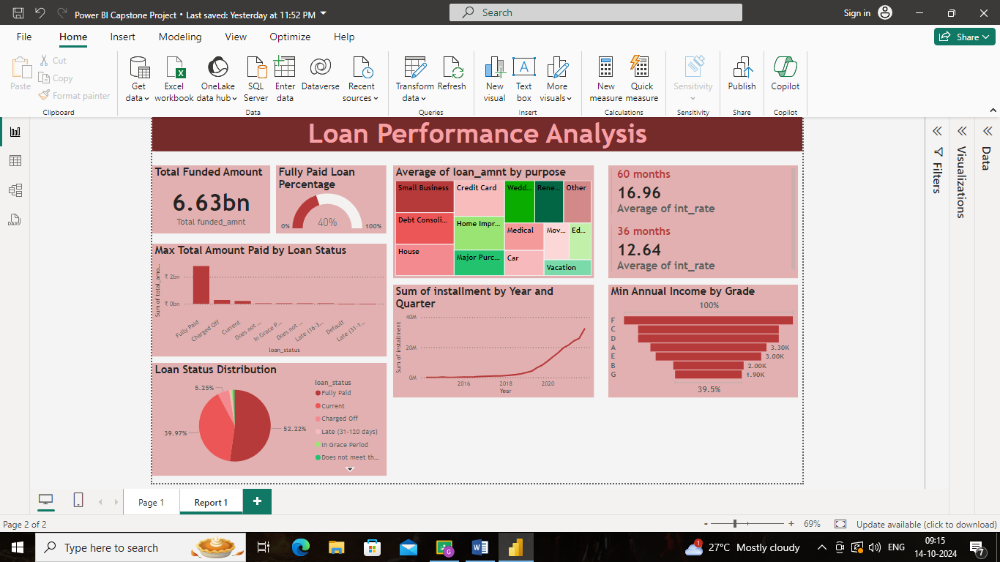 Power BI Capstone Project • Last saved: Yesterday at 11:52 PM
Search
Sign in
File
Home
Insert
Modeling
View
Optimize
Help
Share
Paste
Cut
Copy
Format painter
Clipboard
Get
data
Excel
workbook
OneLake
data hub
SQL
Server
Enter
data
Dataverse
Recent
sources
Data
Transform
data
Refresh
Queries
New
visual
Text
box
More
visuals
Insert
New
measure
Quick
measure
Calculations
Sensitivity
Sensitivity
Publish
Share
Copilot
Copilot
DAX
Loan Performance Analysis
Total Funded Amount
6.63bn
Total funded_amnt
Fully Paid Loan
Percentage
40%
0%
100%
Average of loan_amnt by purpose
Small Business
Debt Consoli...
House
Credit Card
Home Impr...
Major Purc...
Wedd...
Rene...
Other
Medical
Mov...
Ed...
Car
Vacation
60 months
16.96
Average of int_rate
36 months
12.64
Average of int_rate
Max Total Amount Paid by Loan Status
Sum of total_amo...
₹ 2bn
₹ 0bn
Fully Paid
Charged Off
Current
Does not ...
In Grace P...
Does not ...
Late (16-3...
Default
Late (31-1...
loan_status
Sum of installment by Year and
Quarter
Sum of installment
40M
20M
0M
2016
2018
2020
Year
Min Annual Income by Grade
100%
F
C
D
A
3.30K
E
3.00K
B
2.00K
G
1.90K
39.5%
Loan Status Distribution
5.25%
39.97%
52.22%
loan_status
Fully Paid
Current
Charged Off
Late (31-120 days)
In Grace Period
Does not meet th...
Filters
Visualizations
Data
Page 1
Report 1
+
Page 2 of 2
- +
69%
Update available (click to download)
Type here to search
1
27°C Mostly cloudy
ENG
09:15
14-10-2024
7